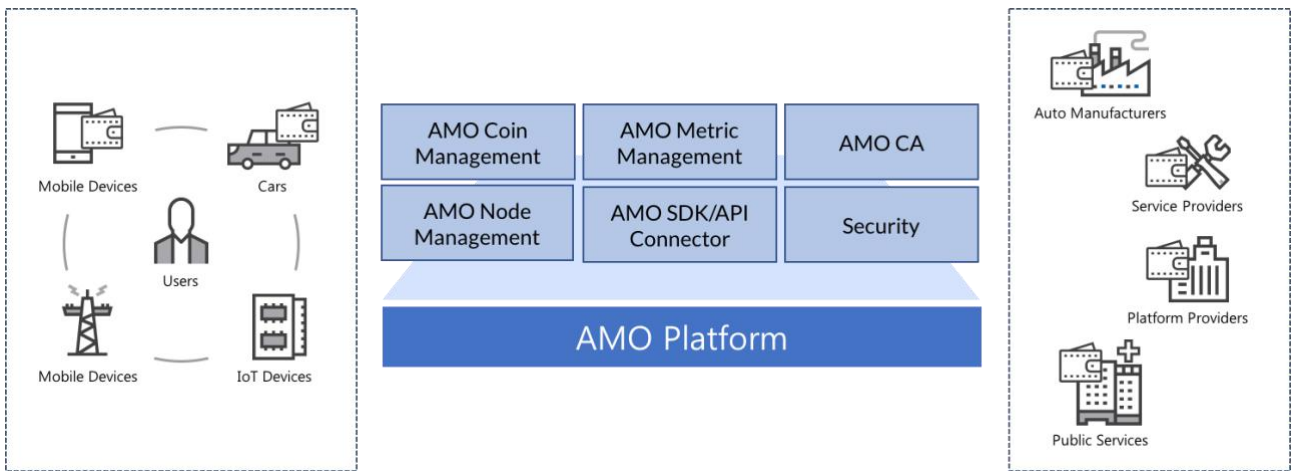 Mobile Devices
Cars
Users
Mobile Devices
IoT Devices
AMO Coin
Management
AMO Metric
Management
AMO CA
AMO Node
Management
AMO SDK/API
Connector
Security
AMO Platform
Auto Manufacturers
Service Providers
Platform Providers
Public Services